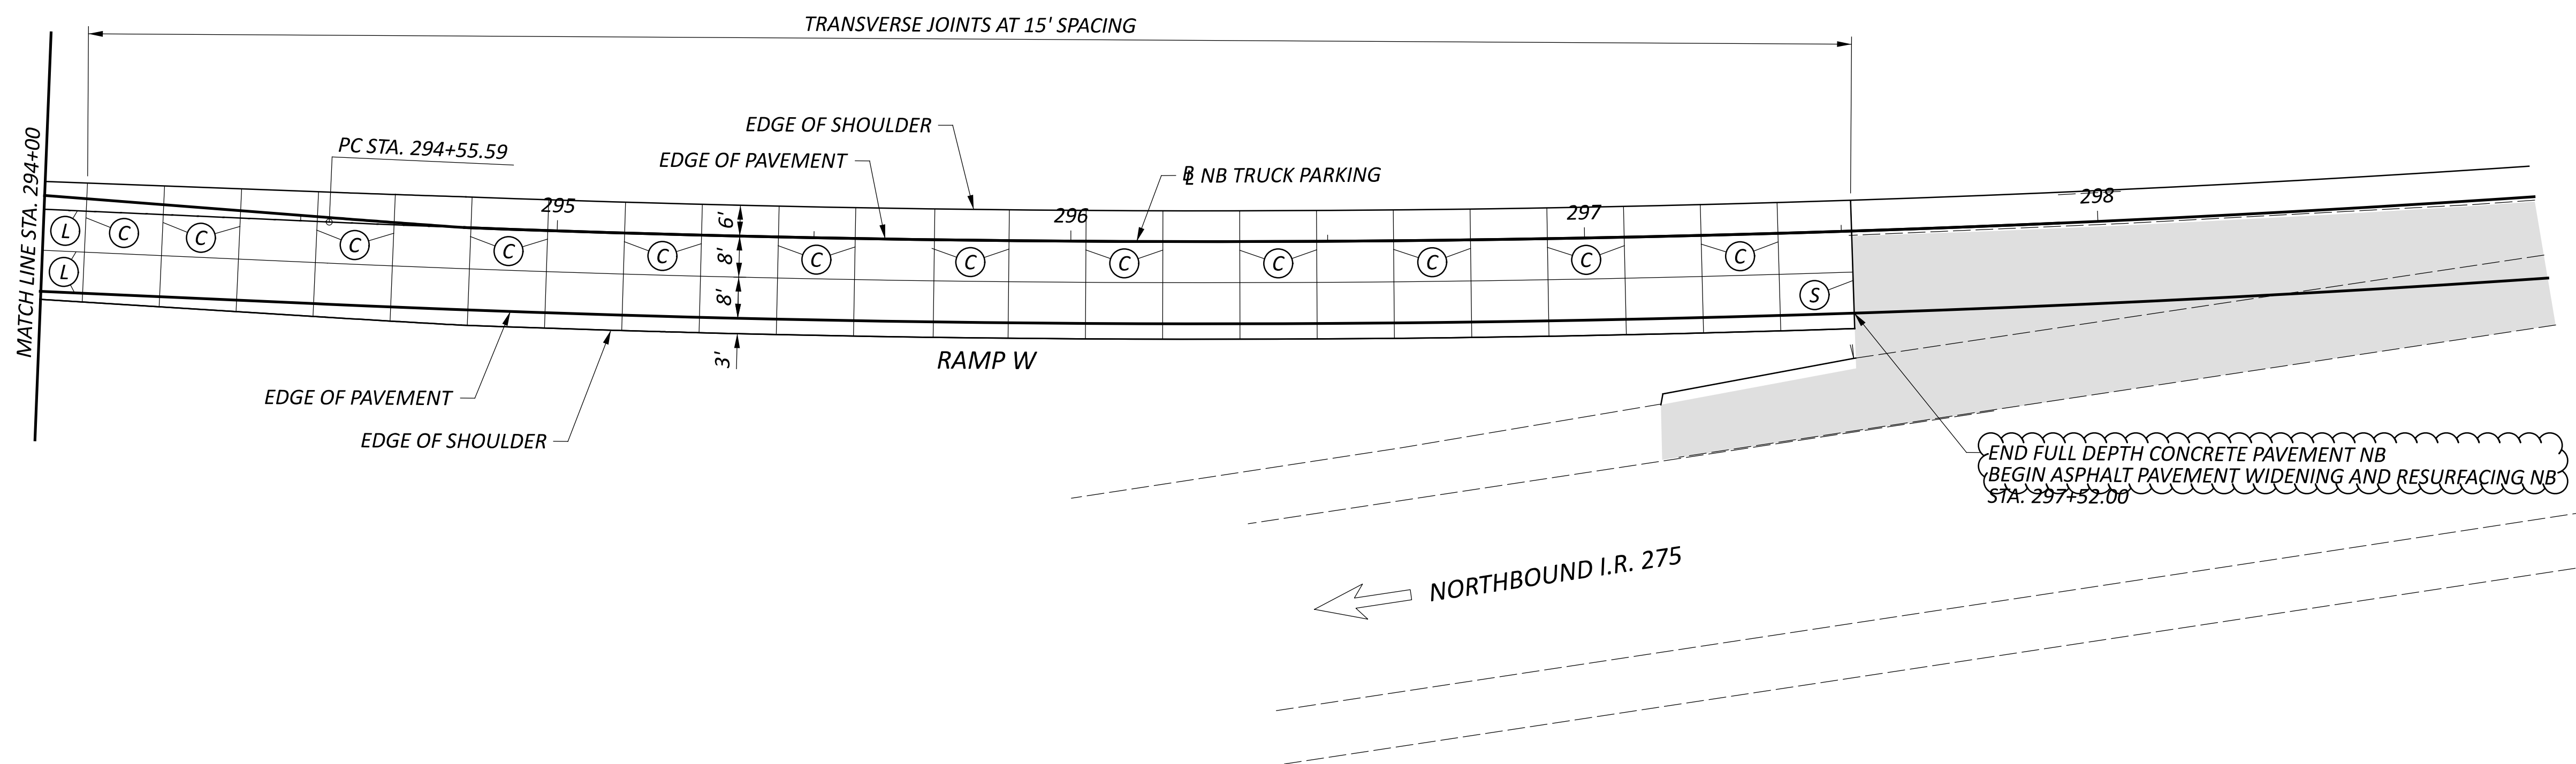 TRANSVERSE JOINTS AT 15' SPACING
MATCH LINE STA. 294+00
PC STA. 294+55.59
EDGE OF SHOULDER
EDGE OF PAVEMENT
BL NB TRUCK PARKING
295
296
297
298
6'
8'
8'
3'
L
L
C
C
C
C
C
C
C
C
C
C
C
C
S
RAMP W
EDGE OF PAVEMENT
EDGE OF SHOULDER
END FULL DEPTH CONCRETE PAVEMENT NB
BEGIN ASPHALT PAVEMENT WIDENING AND RESURFACING NB
STA. 297+52.00
NORTHBOUND I.R. 275